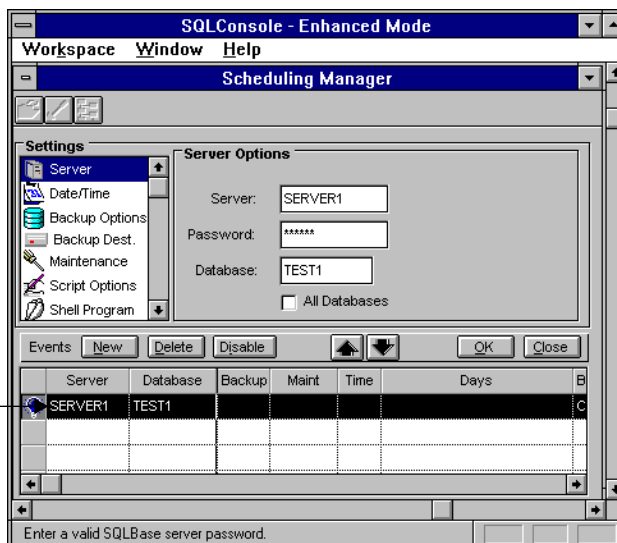 SQLConsole - Enhanced Mode
Workspace Window Help
Scheduling Manager
Settings
Server
Date/Time
Backup Options
Backup Dest.
Maintenance
Script Options
Shell Program
Server Options
Server: SERVER1
Password: ******
Database: TEST1
All Databases
Events New Delete Disable OK Close
Server Database Backup Maint Time Days B
SERVER1 TEST1 C
Enter a valid SQLBase server password.